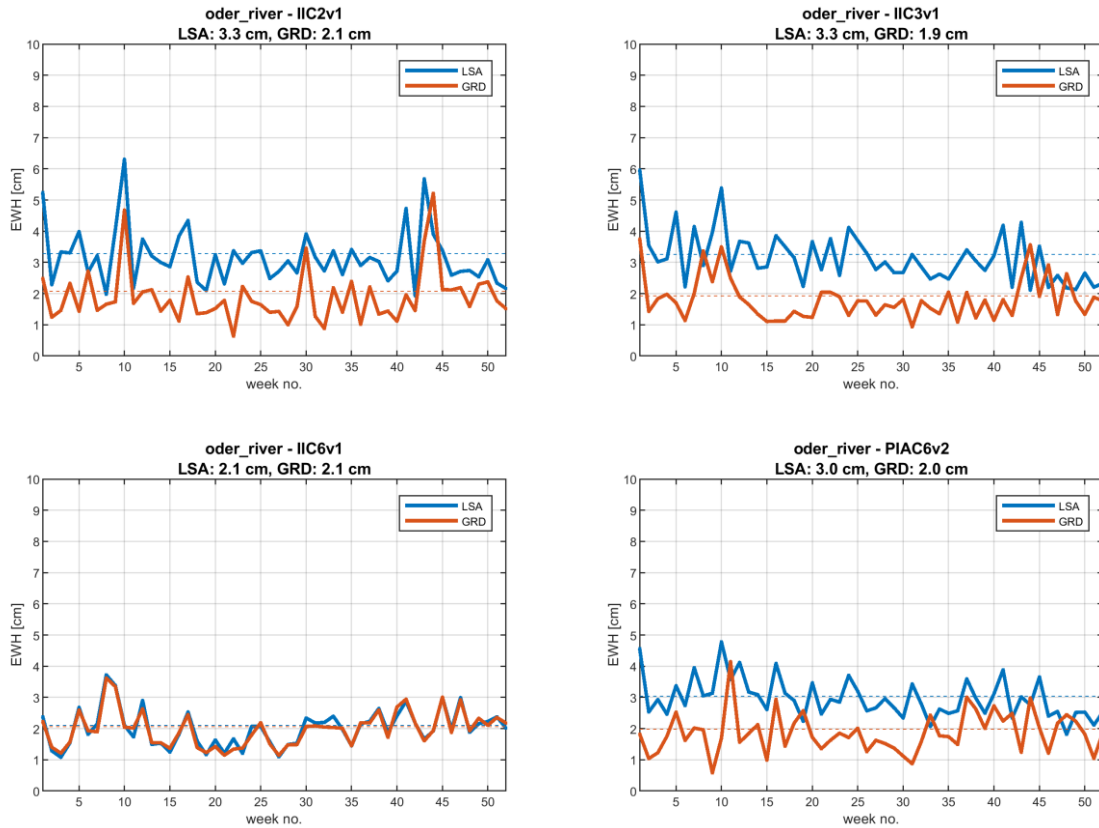 oder_river - IIC2v1
LSA: 3.3 cm, GRD: 2.1 cm
10
9
8
7
6
5
4
3
2
1
0
EWH [cm]
LSA
GRD
5 10 15 20 25 30 35 40 45 50
week no.
oder_river - IIC3v1
LSA: 3.3 cm, GRD: 1.9 cm
10
9
8
7
6
5
4
3
2
1
0
EWH [cm]
LSA
GRD
5 10 15 20 25 30 35 40 45 50
week no.
oder_river - IIC6v1
LSA: 2.1 cm, GRD: 2.1 cm
10
9
8
7
6
5
4
3
2
1
0
EWH [cm]
LSA
GRD
5 10 15 20 25 30 35 40 45 50
week no.
oder_river - PIAC6v2
LSA: 3.0 cm, GRD: 2.0 cm
10
9
8
7
6
5
4
3
2
1
0
EWH [cm]
LSA
GRD
5 10 15 20 25 30 35 40 45 50
week no.